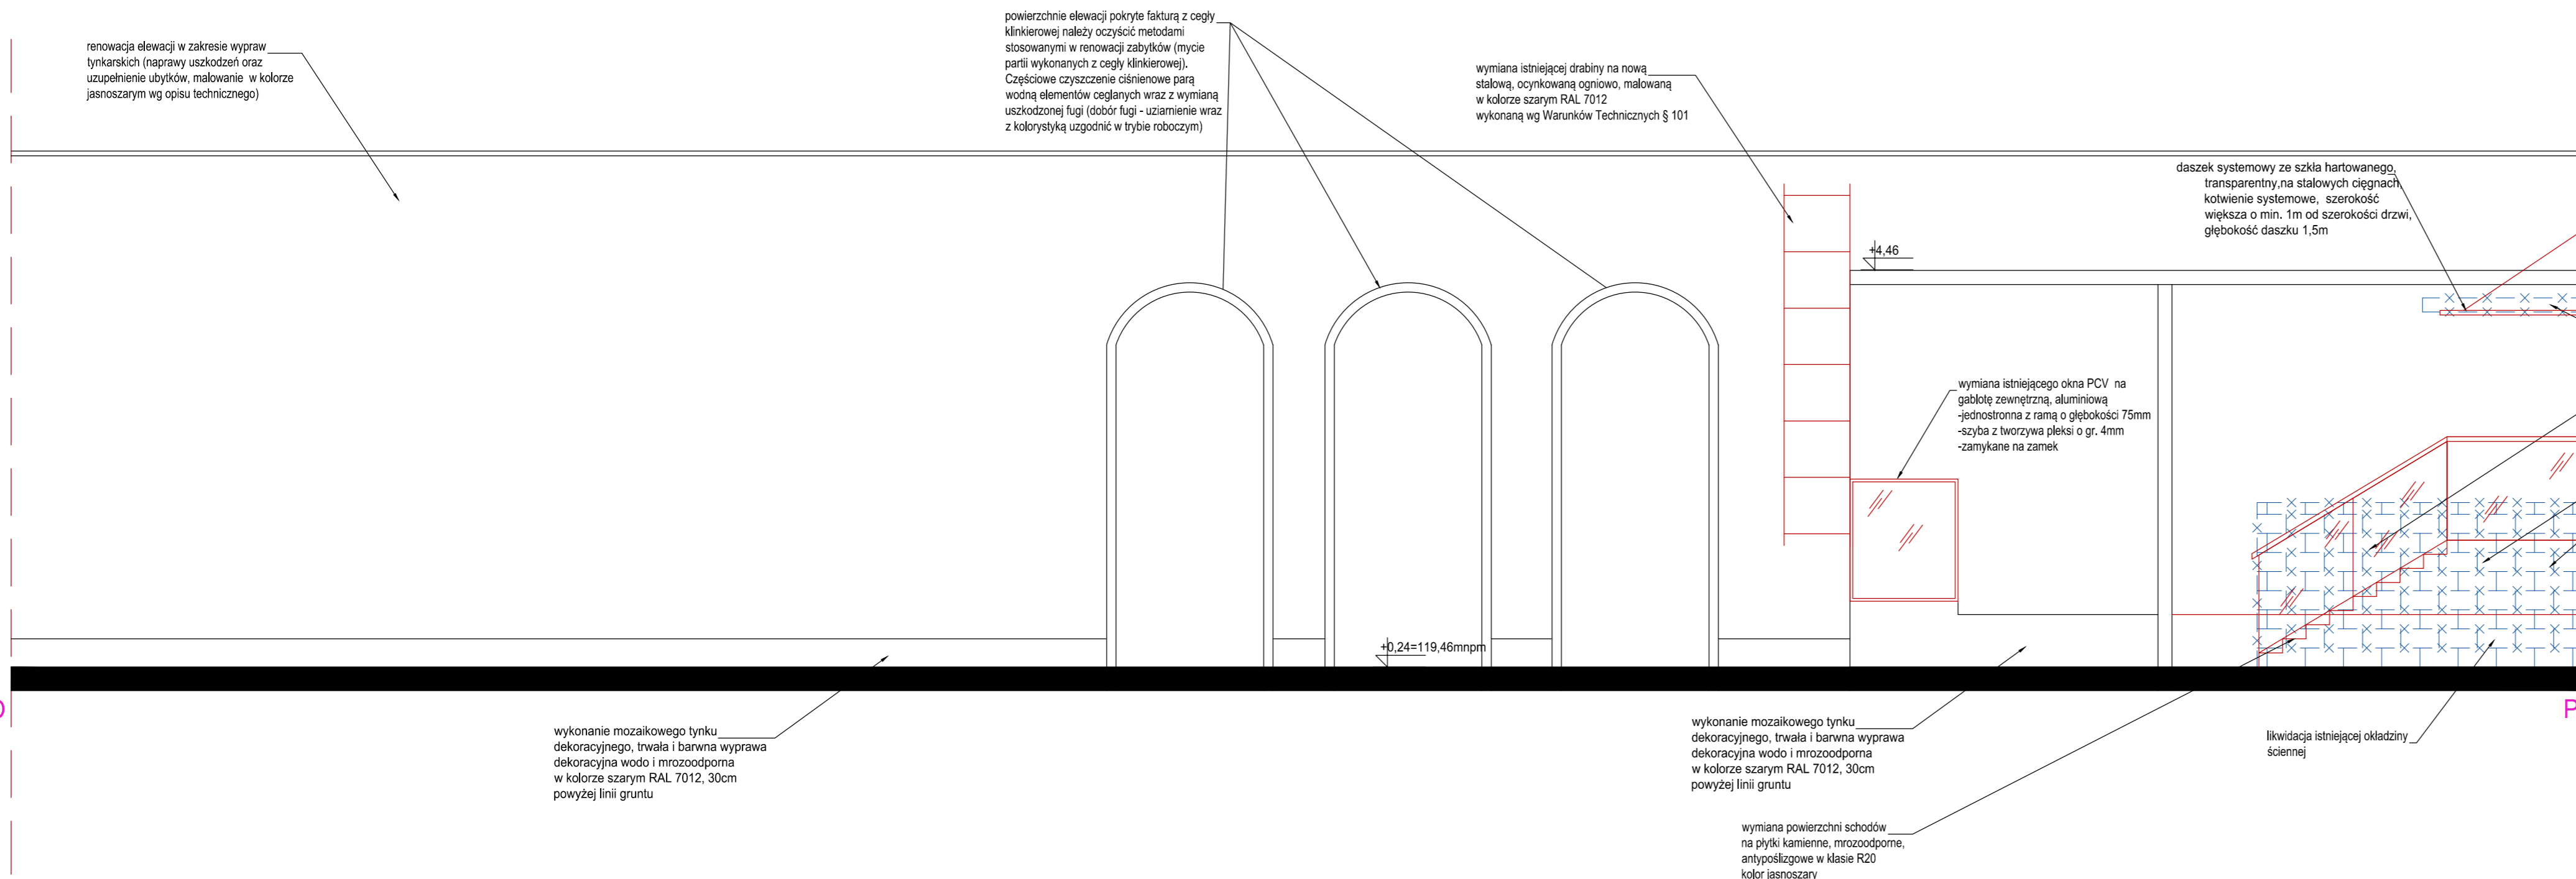 renowacja elewacji w zakresie wypraw
tynkarskich (naprawy uszkodzeń oraz
uzupełnienie ubytków, malowanie w kolorze
jasnoszarym wg opisu technicznego)
powierzchnie elewacji pokryte fakturą z cegły
klinkierowej należy oczyścić metodami
stosowanymi w renowacji zabytków (mycie
partii wykonanych z cegły klinkierowej).
Częściowe czyszczenie ciśnieniowe parą
wodną elementów ceglanych wraz z wymianą
uszkodzonej fugi (dobór fugi - uziarnienie wraz
z kolorystyką uzgodnić w trybie roboczym)
wymiana istniejącej drabiny na nową
stalową, ocynkowaną ogniowo, malowaną
w kolorze szarym RAL 7012
wykonaną wg Warunków Technicznych § 101
daszek systemowy ze szkła hartowanego,
transparentny,na stalowych cięgnach,
kotwienie systemowe, szerokość
większa o min. 1m od szerokości drzwi,
głębokość daszku 1,5m
+4,46
wymiana istniejącego okna PCV na
gablotę zewnętrzną, aluminiową
-jednostronna z ramą o głębokości 75mm
-szyba z tworzywa pleksi o gr. 4mm
-zamykane na zamek
+0,24=119,46mnpm
P
wykonanie mozaikowego tynku
dekoracyjnego, trwała i barwna wyprawa
dekoracyjna wodo i mrozoodporna
w kolorze szarym RAL 7012, 30cm
powyżej linii gruntu
wykonanie mozaikowego tynku
dekoracyjnego, trwała i barwna wyprawa
dekoracyjna wodo i mrozoodporna
w kolorze szarym RAL 7012, 30cm
powyżej linii gruntu
likwidacja istniejącej okładziny
ściennej
wymiana powierzchni schodów
na płytki kamienne, mrozoodporne,
antypoślizgowe w klasie R20
kolor jasnoszary